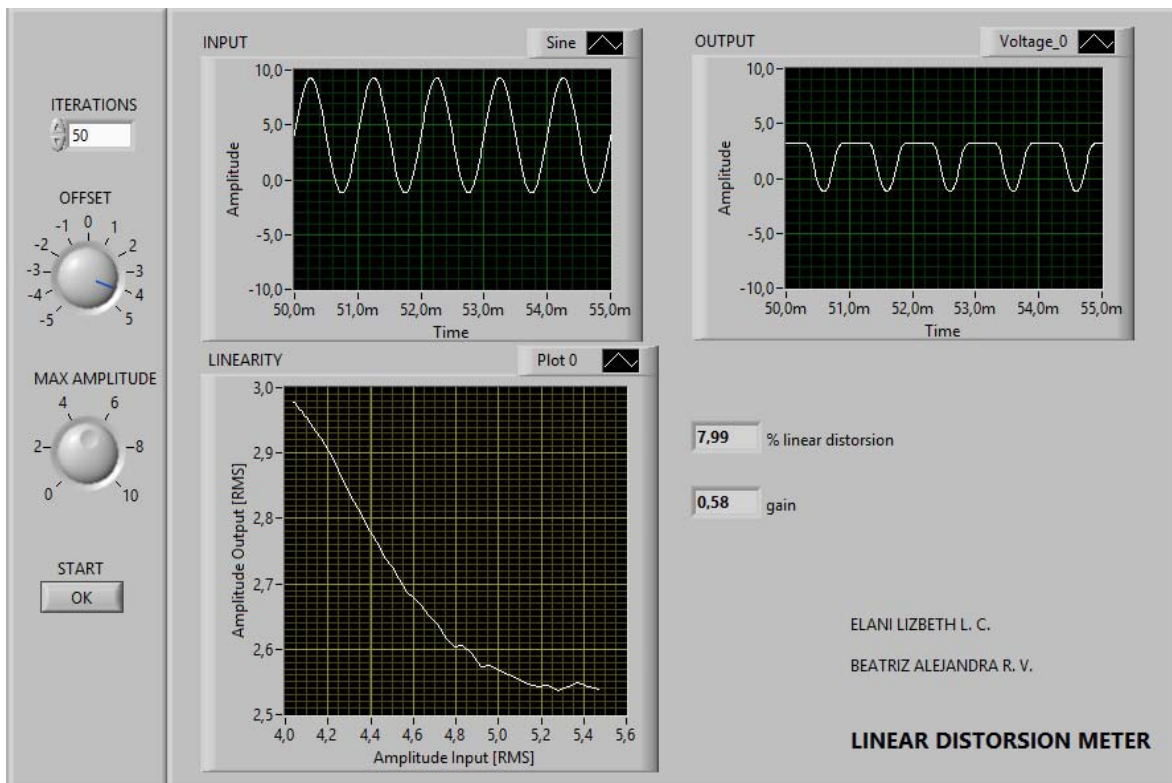 ITERATIONS
50
OFFSET
-5 -4 -3 -2 -1 0 1 2 -3 4 5
MAX AMPLITUDE
0 2 4 6 -8 10
START
OK
INPUT
Sine
Amplitude
10,0
5,0
0,0
-5,0
-10,0
50,0m 51,0m 52,0m 53,0m 54,0m 55,0m
Time
OUTPUT
Voltage_0
Amplitude
10,0
5,0
0,0
-5,0
-10,0
50,0m 51,0m 52,0m 53,0m 54,0m 55,0m
Time
LINEARITY
Plot 0
Amplitude Output [RMS]
3,0
2,9
2,8
2,7
2,6
2,5
4,0 4,2 4,4 4,6 4,8 5,0 5,2 5,4 5,6
Amplitude Input [RMS]
7,99 % linear distorsion
0,58 gain
ELANI LIZBETH L. C.
BEATRIZ ALEJANDRA R. V.
LINEAR DISTORSION METER